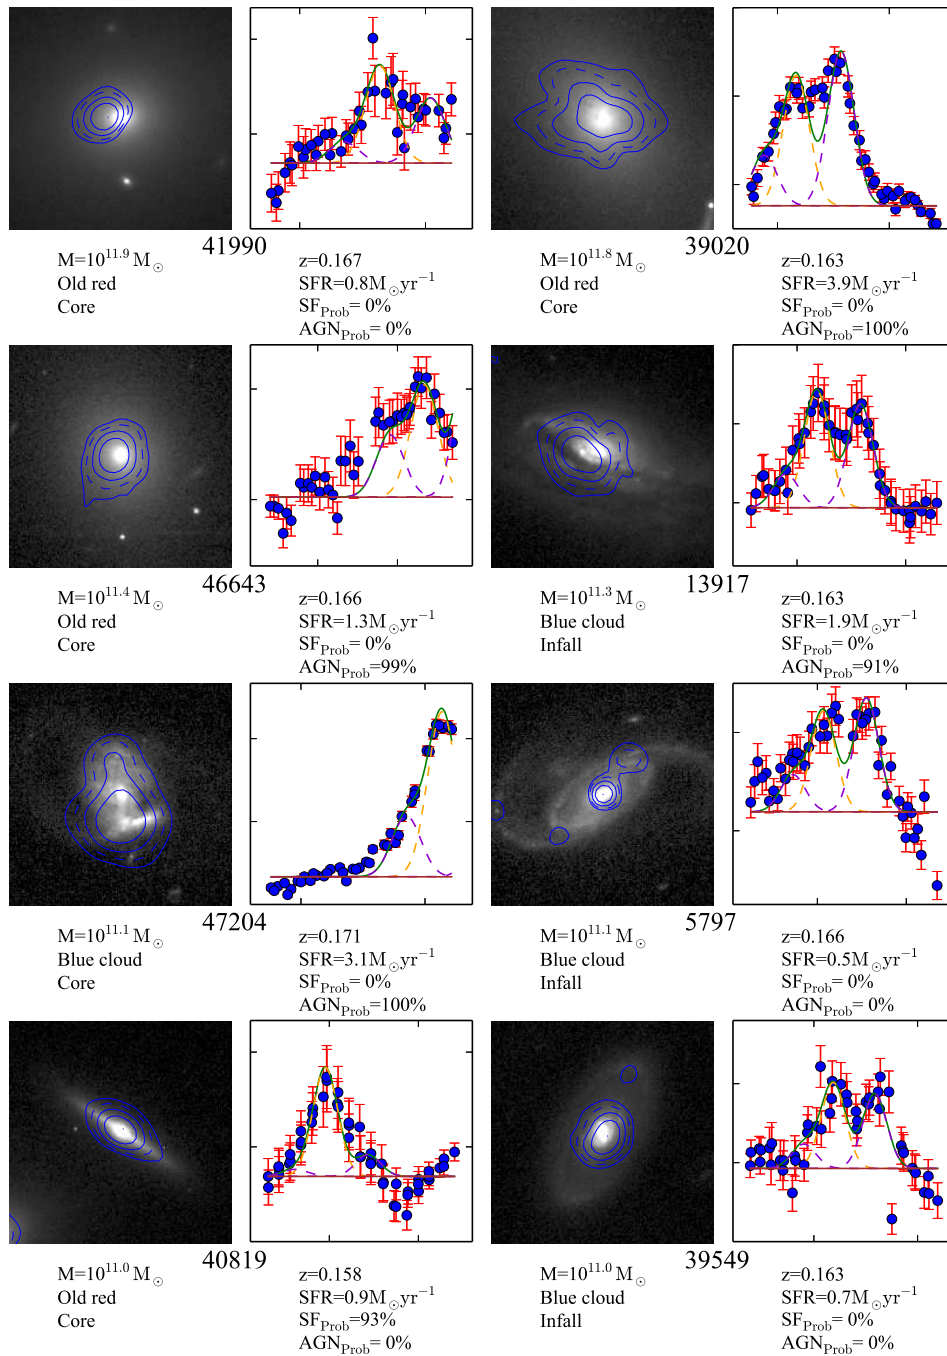 41990
M=10^11.9 M⊙
Old red
Core
z=0.167
SFR=0.8M⊙yr−1
SF_Prob= 0%
AGN_Prob= 0%
39020
M=10^11.8 M⊙
Old red
Core
z=0.163
SFR=3.9M⊙yr−1
SF_Prob= 0%
AGN_Prob=100%
46643
M=10^11.4 M⊙
Old red
Core
z=0.166
SFR=1.3M⊙yr−1
SF_Prob= 0%
AGN_Prob=99%
13917
M=10^11.3 M⊙
Blue cloud
Infall
z=0.163
SFR=1.9M⊙yr−1
SF_Prob= 0%
AGN_Prob=91%
47204
M=10^11.1 M⊙
Blue cloud
Core
z=0.171
SFR=3.1M⊙yr−1
SF_Prob= 0%
AGN_Prob=100%
5797
M=10^11.1 M⊙
Blue cloud
Infall
z=0.166
SFR=0.5M⊙yr−1
SF_Prob= 0%
AGN_Prob= 0%
40819
M=10^11.0 M⊙
Old red
Core
z=0.158
SFR=0.9M⊙yr−1
SF_Prob=93%
AGN_Prob= 0%
39549
M=10^11.0 M⊙
Blue cloud
Infall
z=0.163
SFR=0.7M⊙yr−1
SF_Prob= 0%
AGN_Prob= 0%